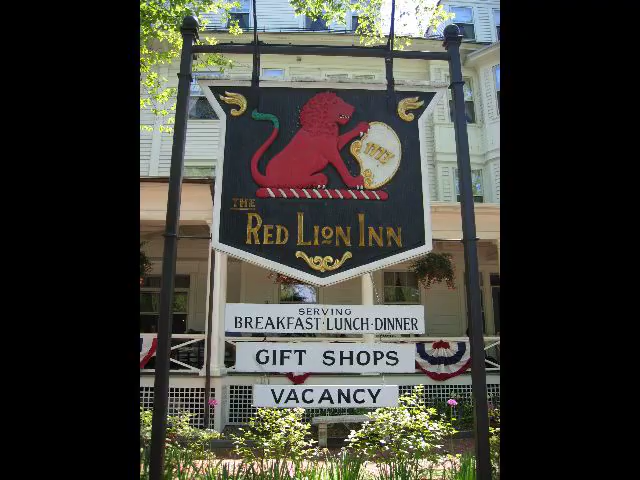 1773
THE
RED LION INN
SERVING
BREAKFAST·LUNCH·DINNER
GIFT SHOPS
VACANCY